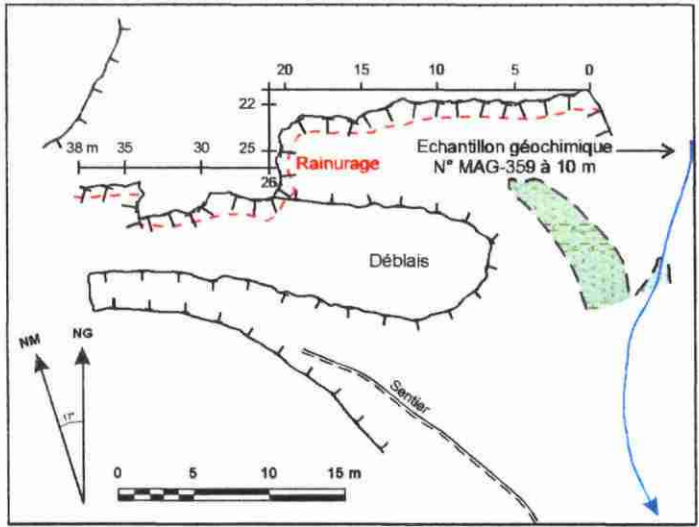 20 15 10 5 0
22
25
26
38 m 35 30
Rainurage
Echantillon géochimique
N° MAG-359 à 10 m
Déblais
NM NG
17°
Sentier
0 5 10 15 m